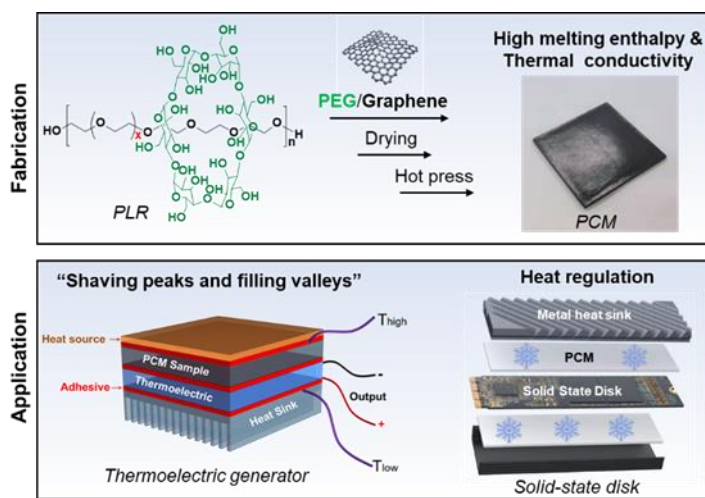 Fabrication
HO
O
x
O
O
O
O
H
n
OH
HO
PLR
PEG/Graphene
Drying
Hot press
High melting enthalpy &
Thermal conductivity
PCM
Application
“Shaving peaks and filling valleys”
Heat source
PCM Sample
Thermoelectric
Adhesive
Heat Sink
Thigh
-
Output
+
Tlow
Thermoelectric generator
Heat regulation
Metal heat sink
PCM
Solid State Disk
Solid-state disk